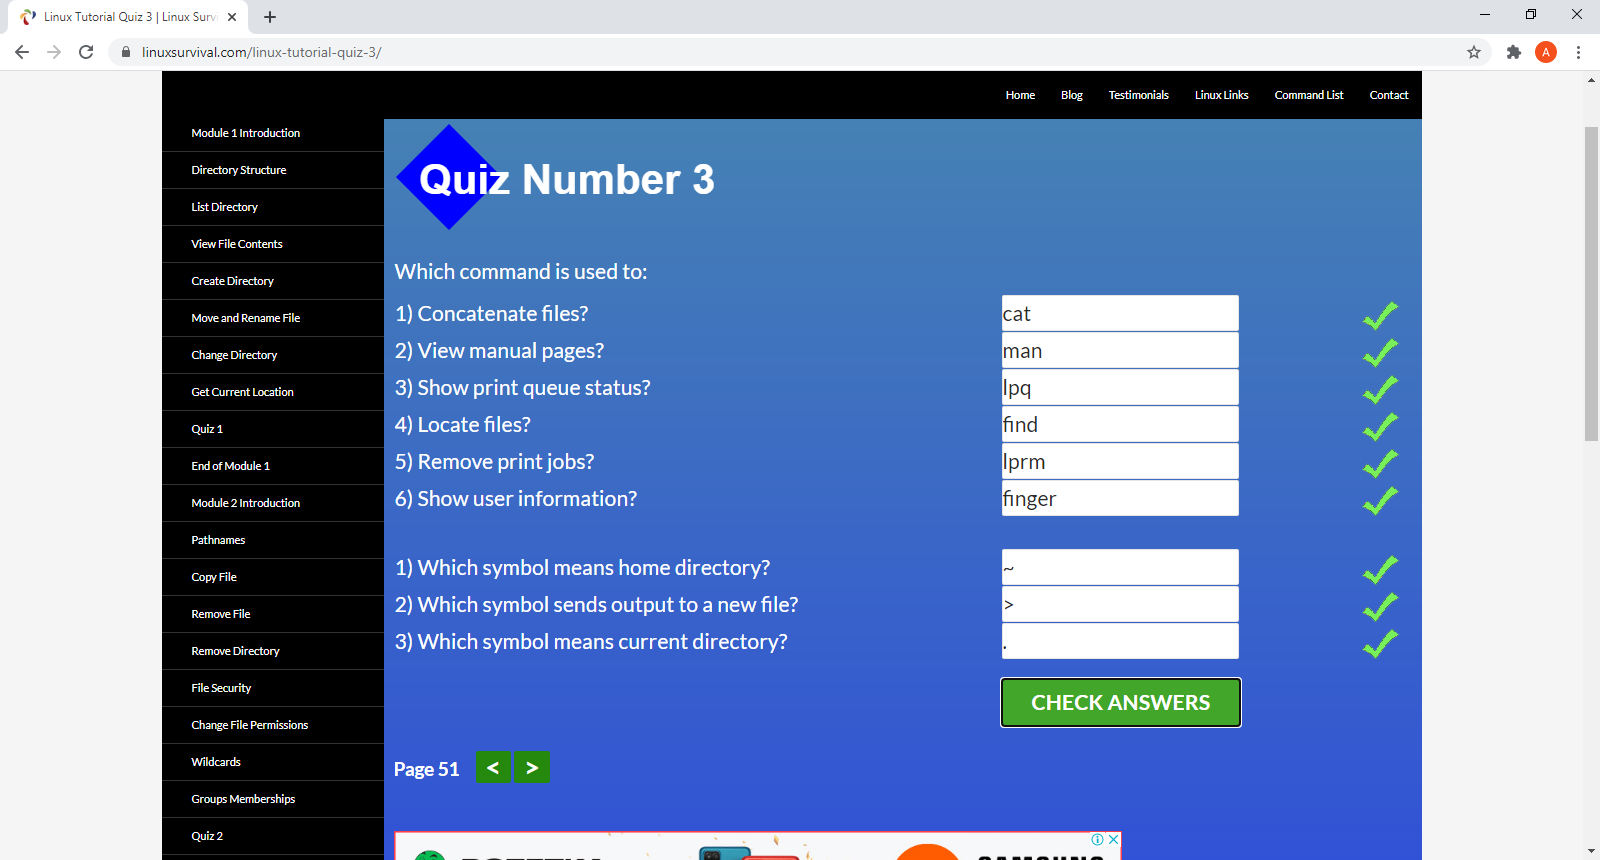 Linux Tutorial Quiz 3 | Linux Surv
linuxsurvival.com/linux-tutorial-quiz-3/
A
Home Blog Testimonials Linux Links Command List Contact
Module 1 Introduction
Directory Structure
List Directory
View File Contents
Create Directory
Move and Rename File
Change Directory
Get Current Location
Quiz 1
End of Module 1
Module 2 Introduction
Pathnames
Copy File
Remove File
Remove Directory
File Security
Change File Permissions
Wildcards
Groups Memberships
Quiz 2
Quiz Number 3
Which command is used to:
1) Concatenate files? cat
2) View manual pages? man
3) Show print queue status? lpq
4) Locate files? find
5) Remove print jobs? lprm
6) Show user information? finger
1) Which symbol means home directory? ~
2) Which symbol sends output to a new file? >
3) Which symbol means current directory? .
CHECK ANSWERS
Page 51 < >
SAMSUNG